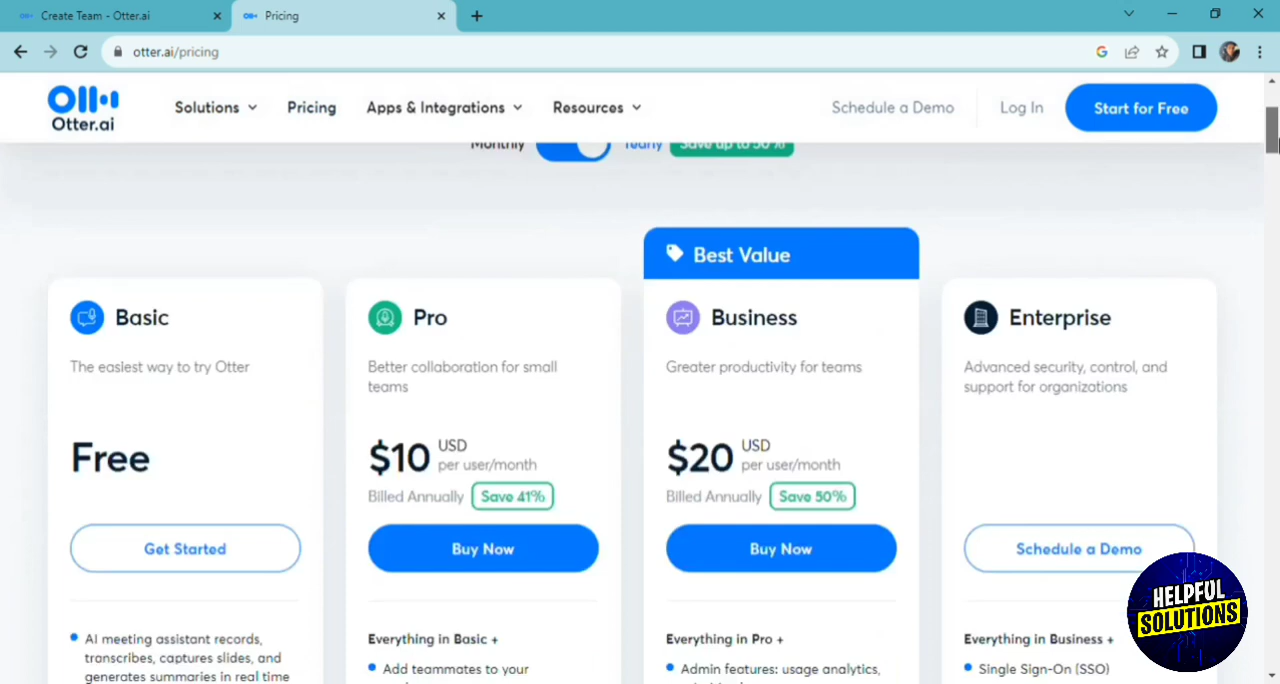 Create Team - Otter.ai
Pricing
otter.ai/pricing
Otter.ai
Solutions
Pricing
Apps & Integrations
Resources
Schedule a Demo
Log In
Start for Free
Monthly
Yearly
Save up to 50%
Best Value
Basic
The easiest way to try Otter
Free
Get Started
AI meeting assistant records,
transcribes, captures slides, and
generates summaries in real time
Pro
Better collaboration for small
teams
$10 USD
per user/month
Billed Annually
Save 41%
Buy Now
Everything in Basic +
Add teammates to your
Business
Greater productivity for teams
$20 USD
per user/month
Billed Annually
Save 50%
Buy Now
Everything in Pro +
Admin features: usage analytics,
Enterprise
Advanced security, control, and
support for organizations
Schedule a Demo
Everything in Business +
Single Sign-On (SSO)
HELPFUL
SOLUTIONS